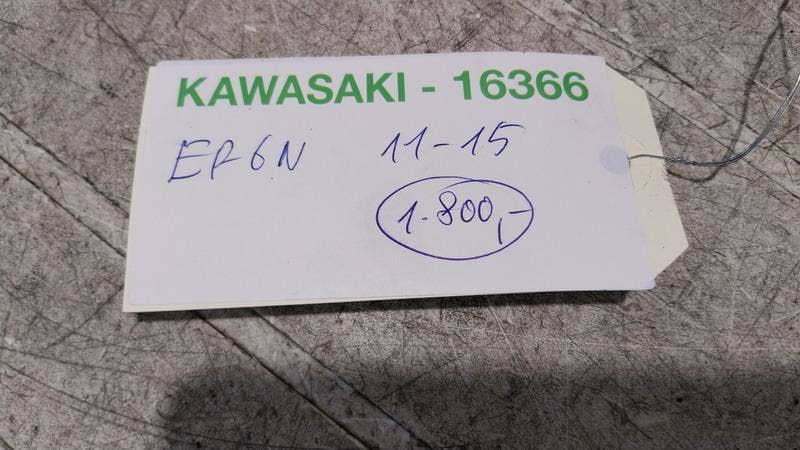 KAWASAKI - 16366
ER6N 11-15
1.800,-